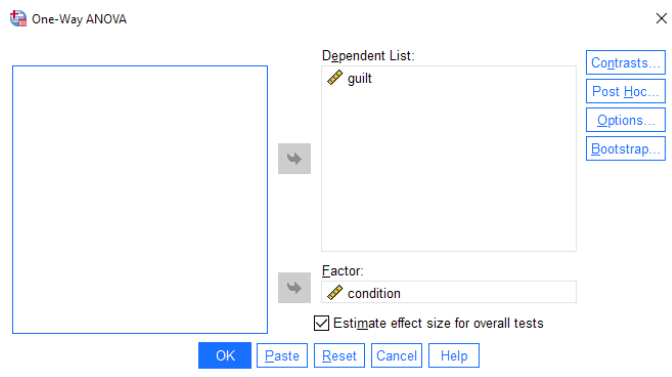 One-Way ANOVA
Dependent List:
guilt
Contrasts...
Post Hoc...
Options...
Bootstrap...
Factor:
condition
Estimate effect size for overall tests
OK Paste Reset Cancel Help